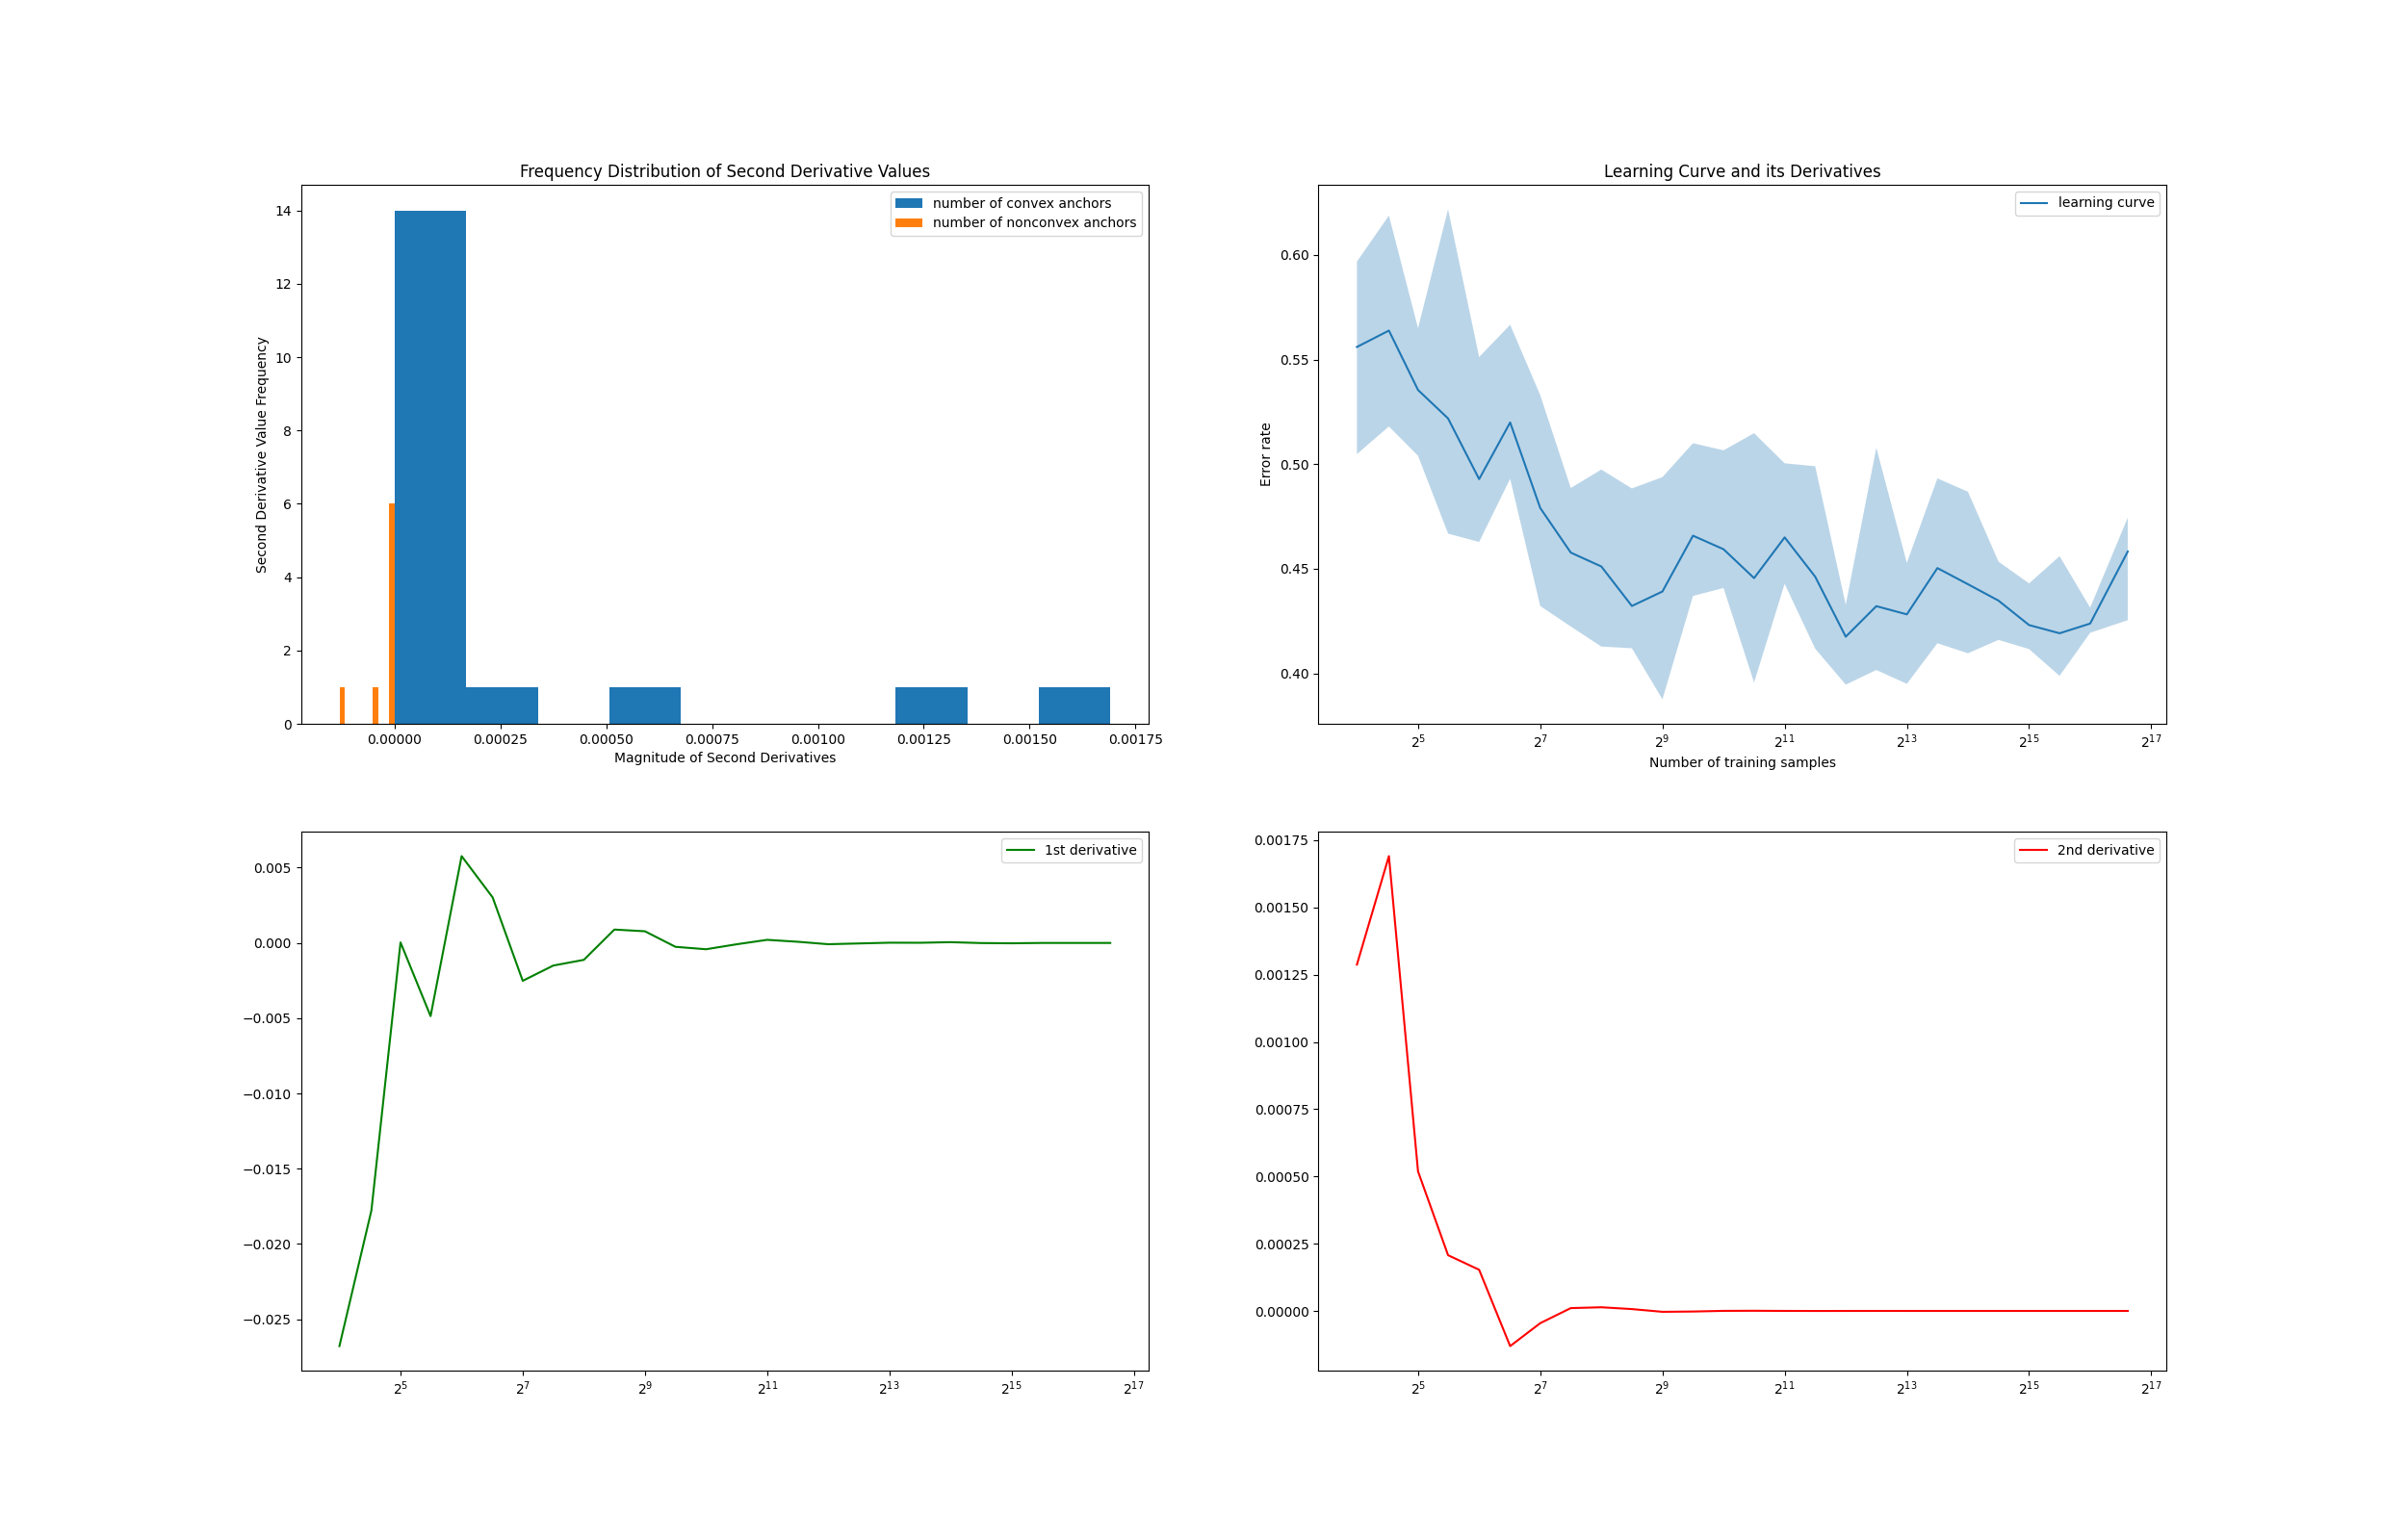 Frequency Distribution of Second Derivative Values
number of convex anchors
number of nonconvex anchors
14
12
10
8
6
4
2
0
Second Derivative Value Frequency
0.00000 0.00025 0.00050 0.00075 0.00100 0.00125 0.00150 0.00175
Magnitude of Second Derivatives
Learning Curve and its Derivatives
learning curve
0.60
0.55
0.50
0.45
0.40
Error rate
2^5 2^7 2^9 2^11 2^13 2^15 2^17
Number of training samples
1st derivative
0.005
0.000
−0.005
−0.010
−0.015
−0.020
−0.025
2^5 2^7 2^9 2^11 2^13 2^15 2^17
2nd derivative
0.00175
0.00150
0.00125
0.00100
0.00075
0.00050
0.00025
0.00000
2^5 2^7 2^9 2^11 2^13 2^15 2^17